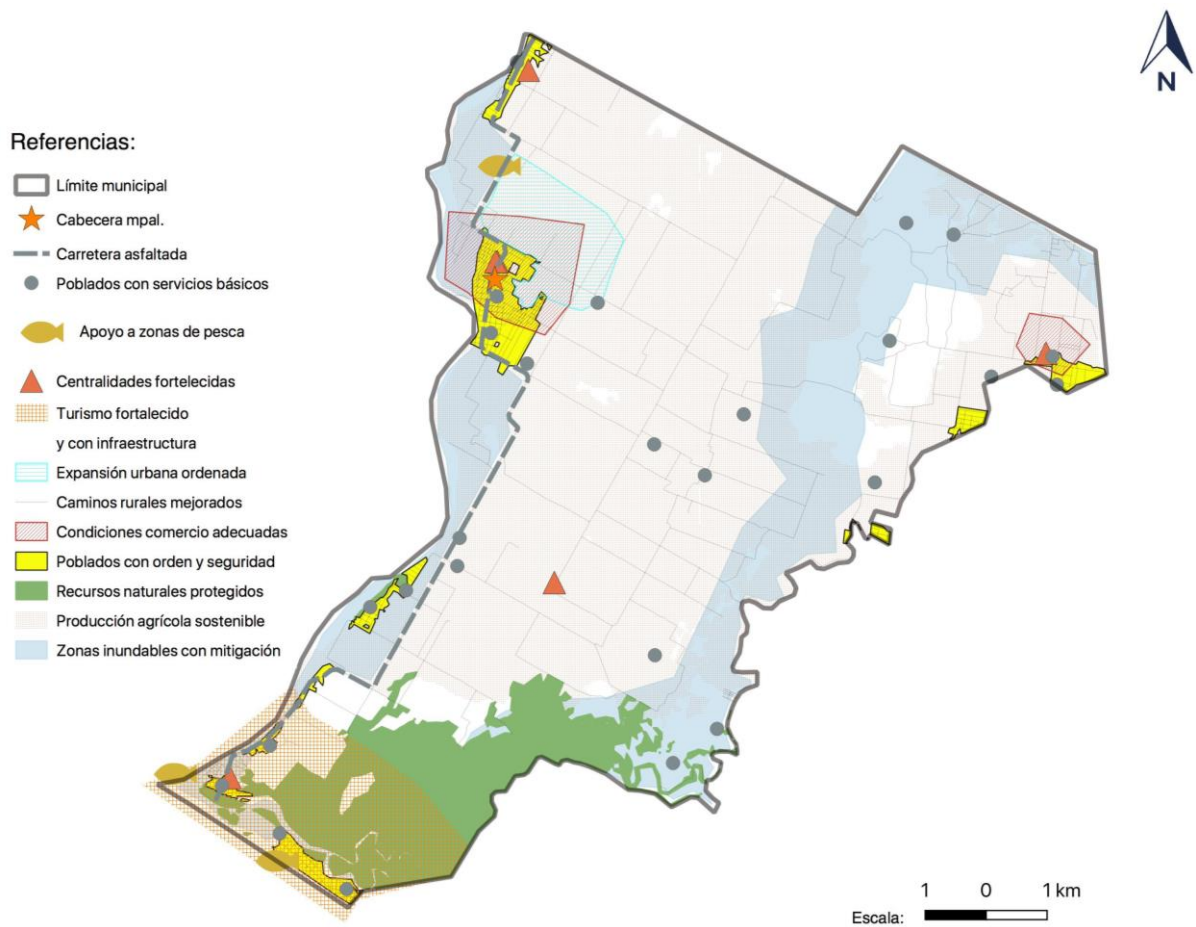 N
Referencias:
Límite municipal
Cabecera mpal.
Carretera asfaltada
Poblados con servicios básicos
Apoyo a zonas de pesca
Centralidades fortelecidas
Turismo fortalecido
y con infraestructura
Expansión urbana ordenada
Caminos rurales mejorados
Condiciones comercio adecuadas
Poblados con orden y seguridad
Recursos naturales protegidos
Producción agrícola sostenible
Zonas inundables con mitigación
1 0 1 km
Escala: